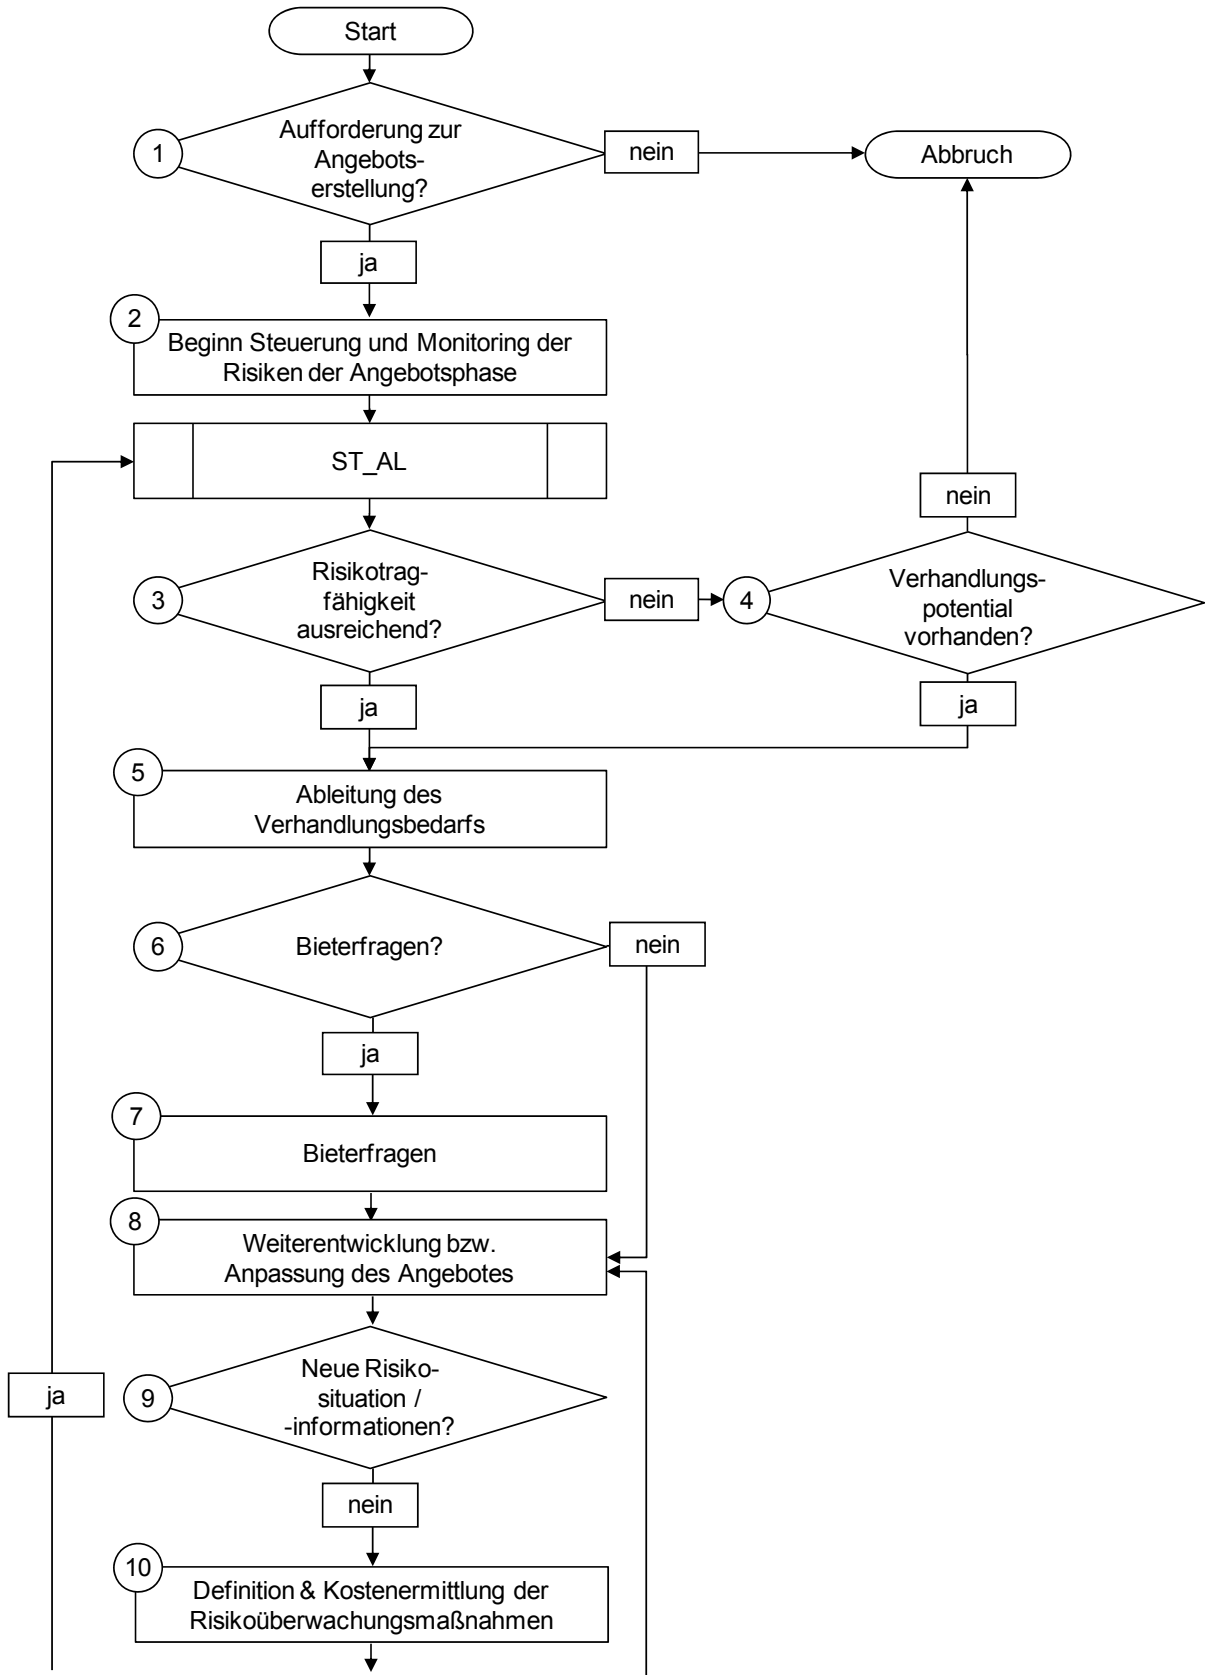 Start
1
Aufforderung zur
Angebots-
erstellung?
nein
Abbruch
ja
2
Beginn Steuerung und Monitoring der
Risiken der Angebotsphase
ST_AL
nein
3
Risikotrag-
fähigkeit
ausreichend?
nein
4
Verhandlungs-
potential
vorhanden?
ja
ja
5
Ableitung des
Verhandlungsbedarfs
6
Bieterfragen?
nein
ja
7
Bieterfragen
8
Weiterentwicklung bzw.
Anpassung des Angebotes
ja
9
Neue Risiko-
situation /
-informationen?
nein
10
Definition & Kostenermittlung der
Risikoüberwachungsmaßnahmen